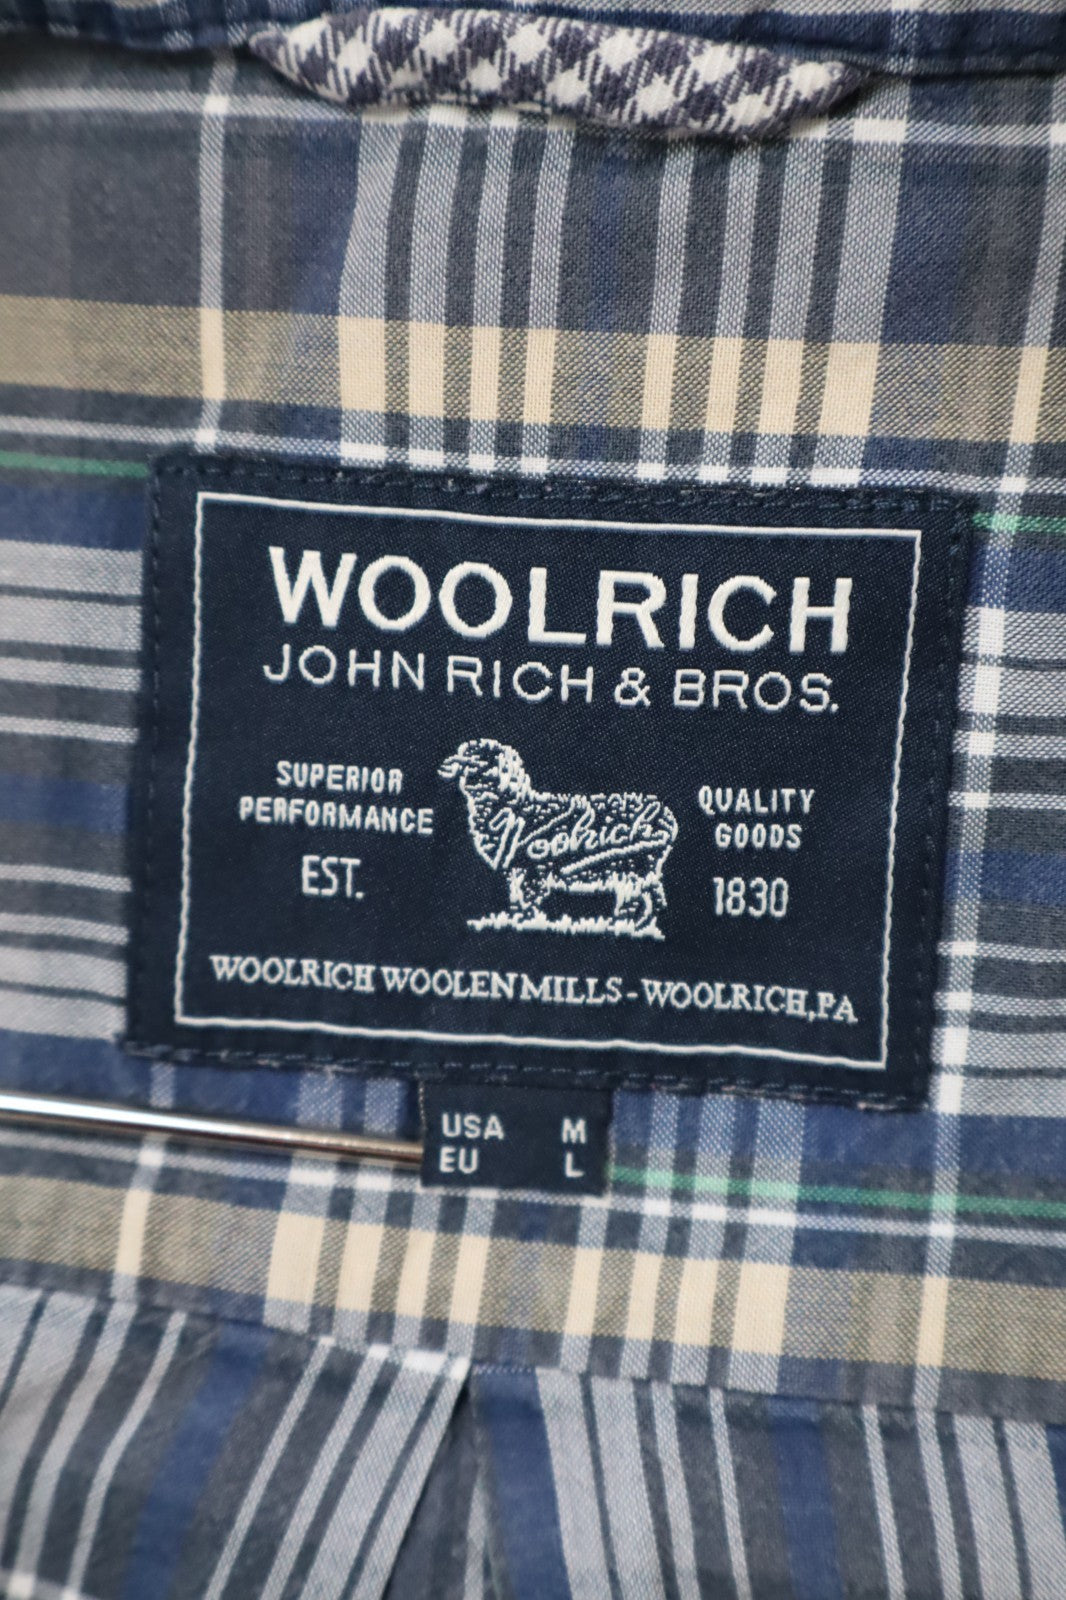 WOOLRICH
JOHN RICH & BROS.
SUPERIOR
PERFORMANCE
EST.
Woolrich
QUALITY
GOODS
1830
WOOLRICH WOOLEN MILLS - WOOLRICH, PA
USA M
EU L